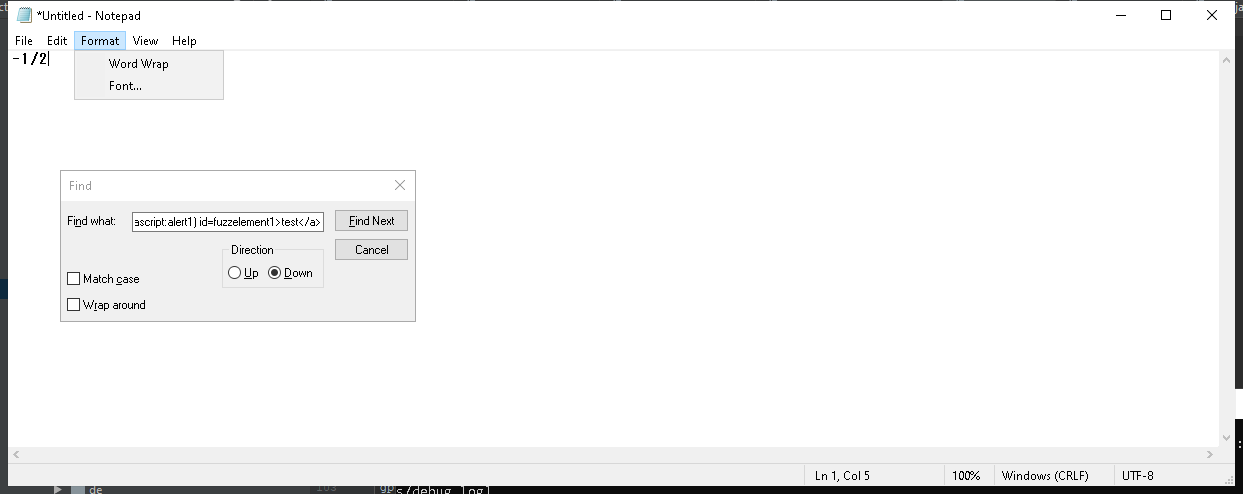 *Untitled - Notepad
File Edit Format View Help
-1/2
Word Wrap
Font...
Find
Find what: ascript:alert1) id=fuzzelement1>test</a> Find Next
Direction Cancel
Up Down
Match case
Wrap around
Ln 1, Col 5 100% Windows (CRLF) UTF-8
de